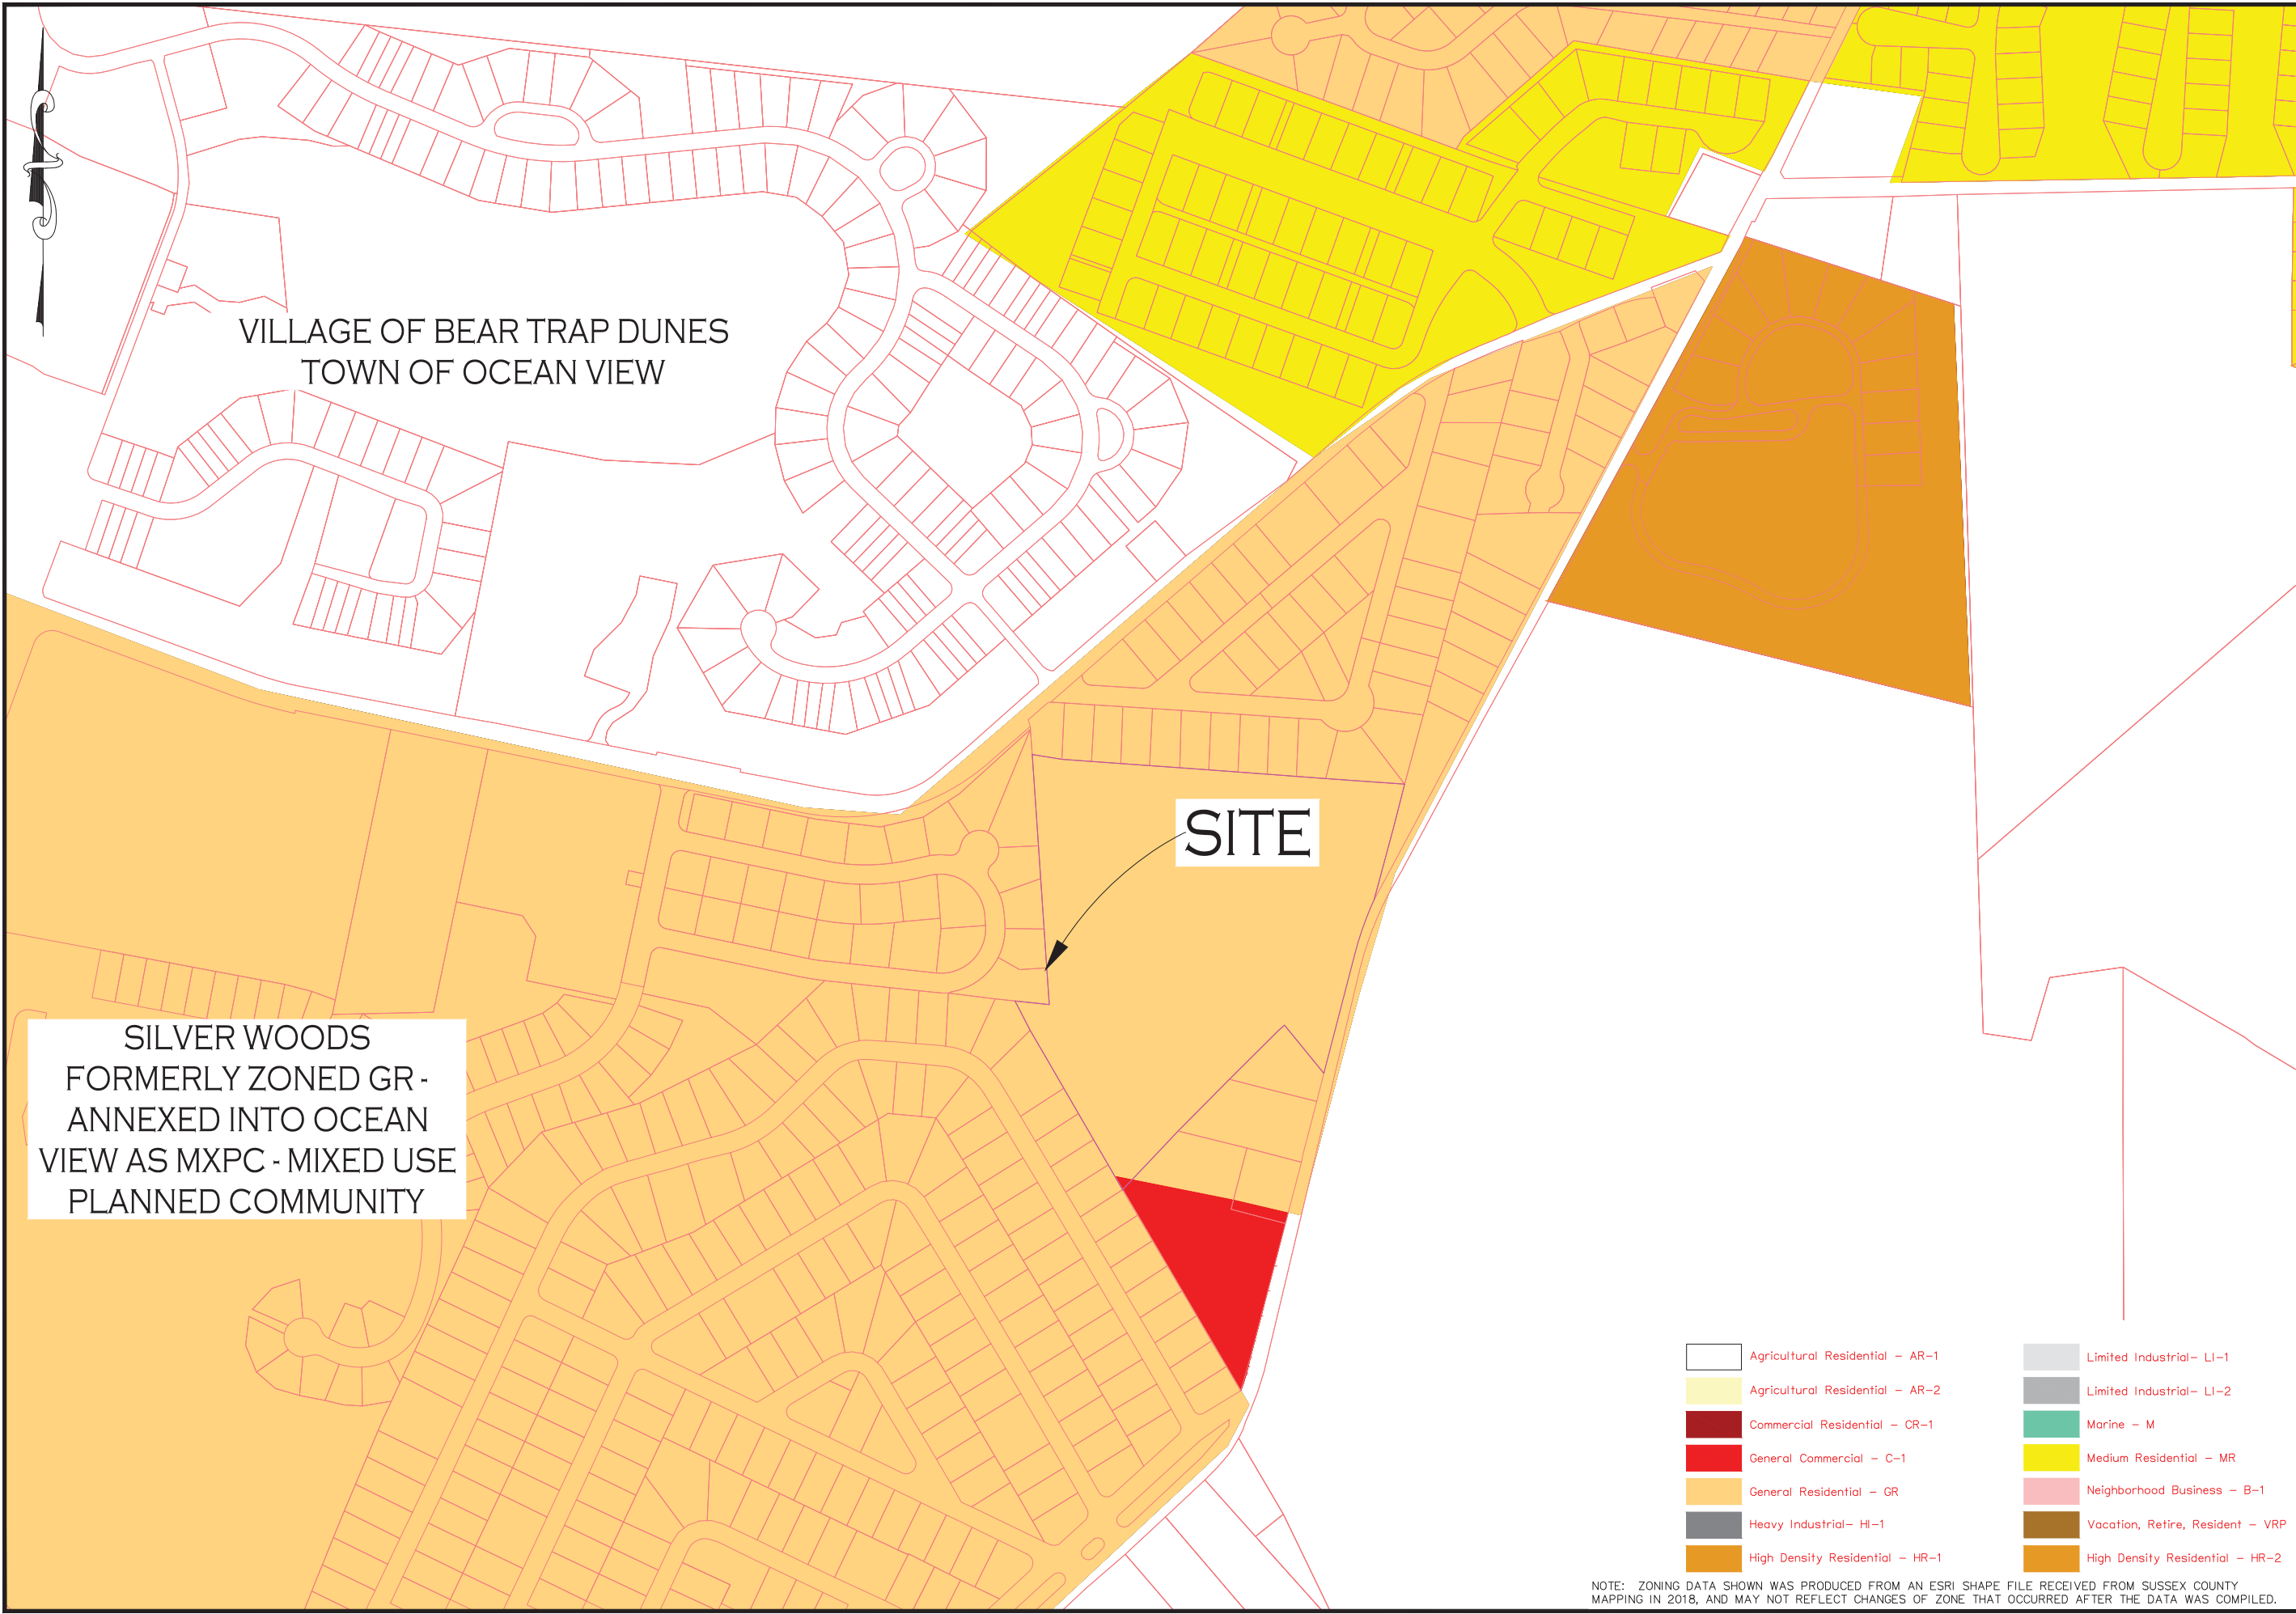 VILLAGE OF BEAR TRAP DUNES
TOWN OF OCEAN VIEW
SITE
SILVER WOODS
FORMERLY ZONED GR -
ANNEXED INTO OCEAN
VIEW AS MXPC - MIXED USE
PLANNED COMMUNITY
Agricultural Residential - AR-1
Agricultural Residential - AR-2
Commercial Residential - CR-1
General Commercial - C-1
General Residential - GR
Heavy Industrial- HI-1
High Density Residential - HR-1
Limited Industrial- LI-1
Limited Industrial- LI-2
Marine - M
Medium Residential - MR
Neighborhood Business - B-1
Vacation, Retire, Resident - VRP
High Density Residential - HR-2
NOTE: ZONING DATA SHOWN WAS PRODUCED FROM AN ESRI SHAPE FILE RECEIVED FROM SUSSEX COUNTY
MAPPING IN 2018, AND MAY NOT REFLECT CHANGES OF ZONE THAT OCCURRED AFTER THE DATA WAS COMPILED.